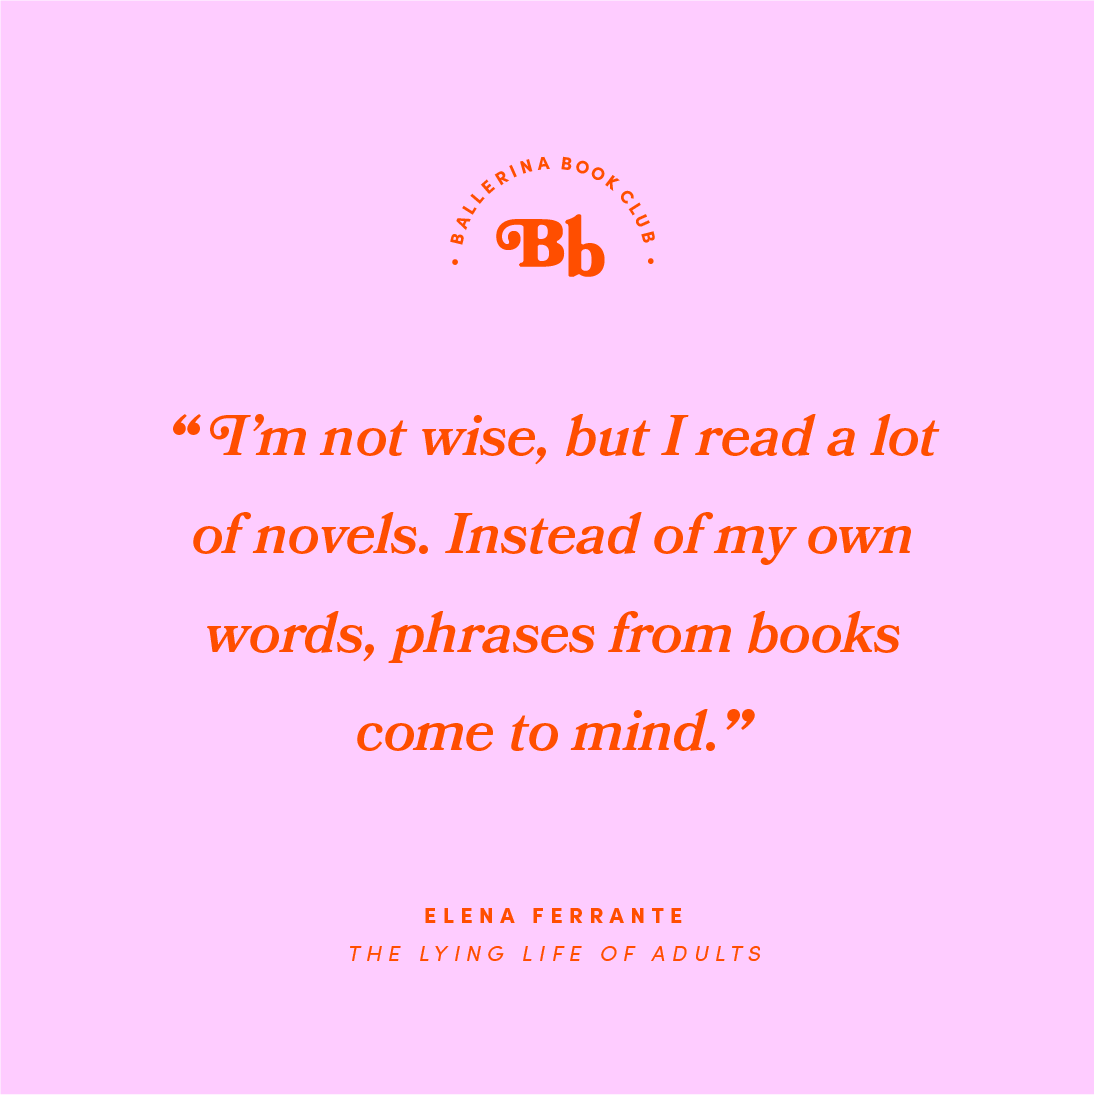 • BALLERINA BOOK CLUB •
Bb
“I’m not wise, but I read a lot
of novels. Instead of my own
words, phrases from books
come to mind.”
ELENA FERRANTE
THE LYING LIFE OF ADULTS